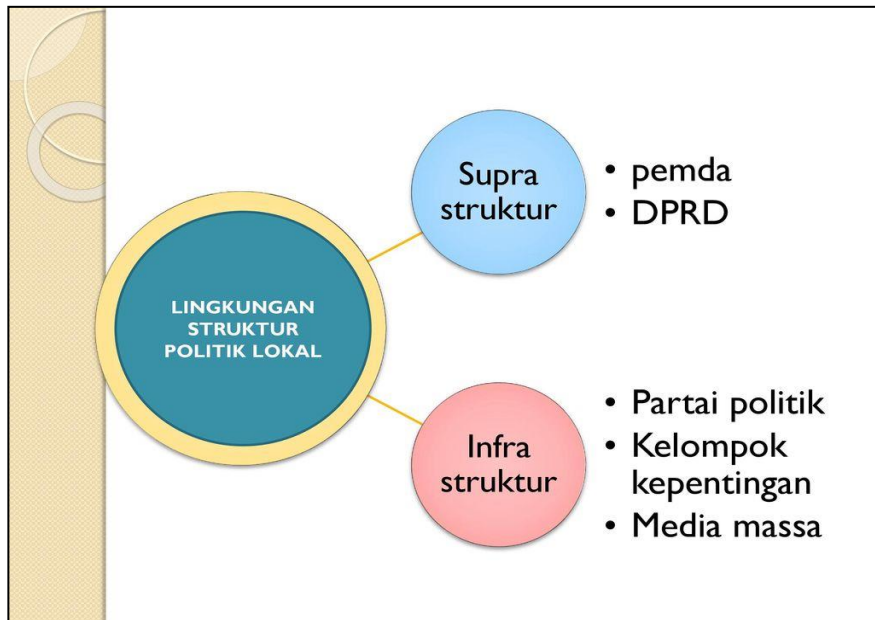 LINGKUNGAN
STRUKTUR
POLITIK LOKAL
Supra
struktur
• pemda
• DPRD
Infra
struktur
• Partai politik
• Kelompok
kepentingan
• Media massa